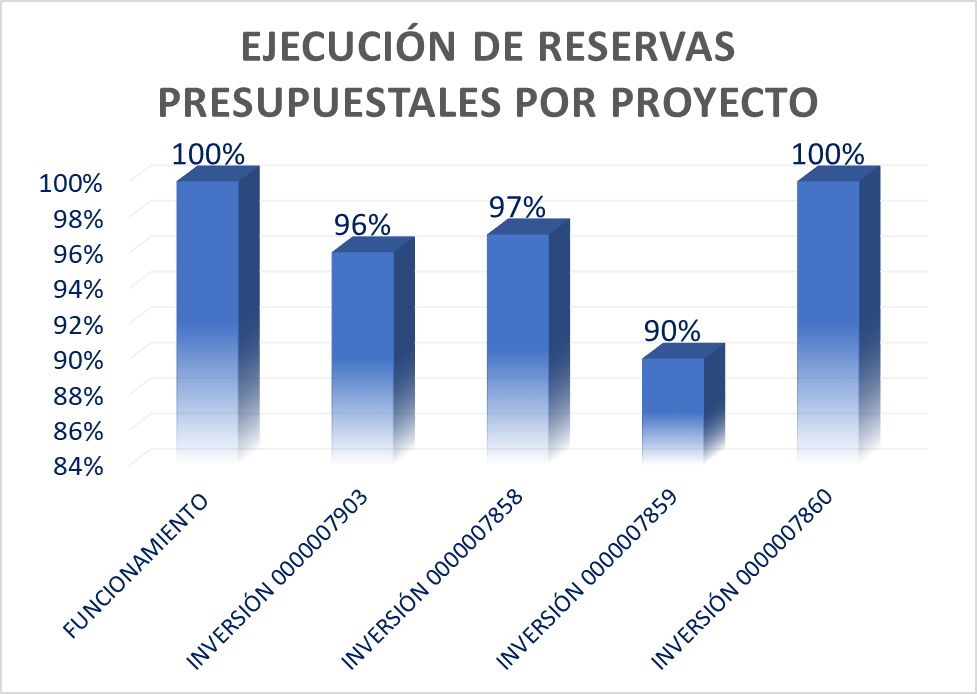 EJECUCIÓN DE RESERVAS
PRESUPUESTALES POR PROYECTO
100%
96%
97%
90%
100%
100%
98%
96%
94%
92%
90%
88%
86%
84%
FUNCIONAMIENTO
INVERSIÓN 0000007903
INVERSIÓN 0000007858
INVERSIÓN 0000007859
INVERSIÓN 0000007860